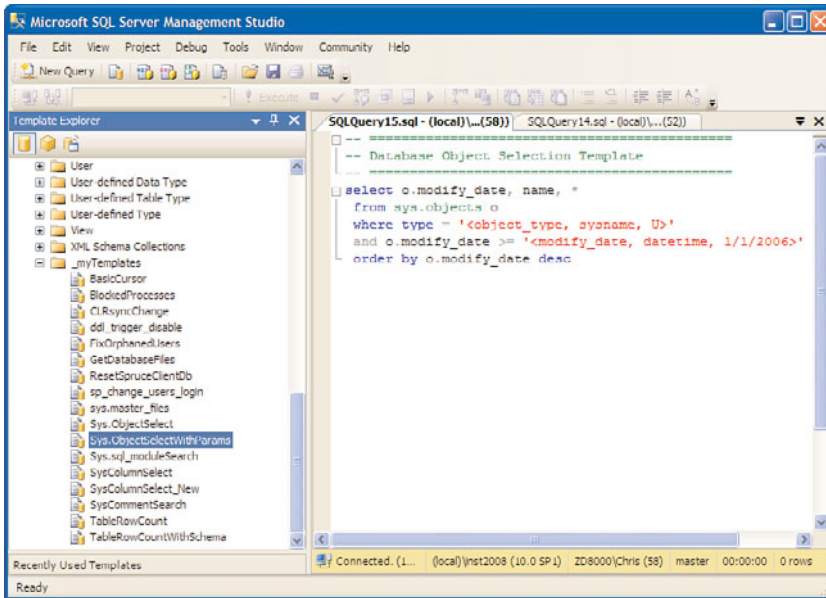 Microsoft SQL Server Management Studio
File Edit View Project Debug Tools Window Community Help
New Query
Execute
Template Explorer
SQLQuery15.sql - (local)\...(58)) SQLQuery14.sql - (local)\...(52))
User
User-defined Data Type
User-defined Table Type
User-defined Type
View
XML Schema Collections
_myTemplates
BasicCursor
BlockedProcesses
CLRsyncChange
ddl_trigger_disable
FixOrphanedUsers
GetDatabaseFiles
ResetSpruceClientDb
sp_change_users_login
sys.master_files
Sys.ObjectSelect
Sys.ObjectSelectWithParams
Sys.sql_moduleSearch
SysColumnSelect
SysColumnSelect_New
SysCommentSearch
TableRowCount
TableRowCountWithSchema
Recently Used Templates
-- =========================================
-- Database Object Selection Template
-- =========================================
select o.modify_date, name, *
from sys.objects o
where type = '<object_type, sysname, U>'
and o.modify_date >= '<modify_date, datetime, 1/1/2006>'
order by o.modify_date desc
Connected. (1... (local)\inst2008 (10.0 SP1) ZD8000\Chris (58) master 00:00:00 0 rows
Ready